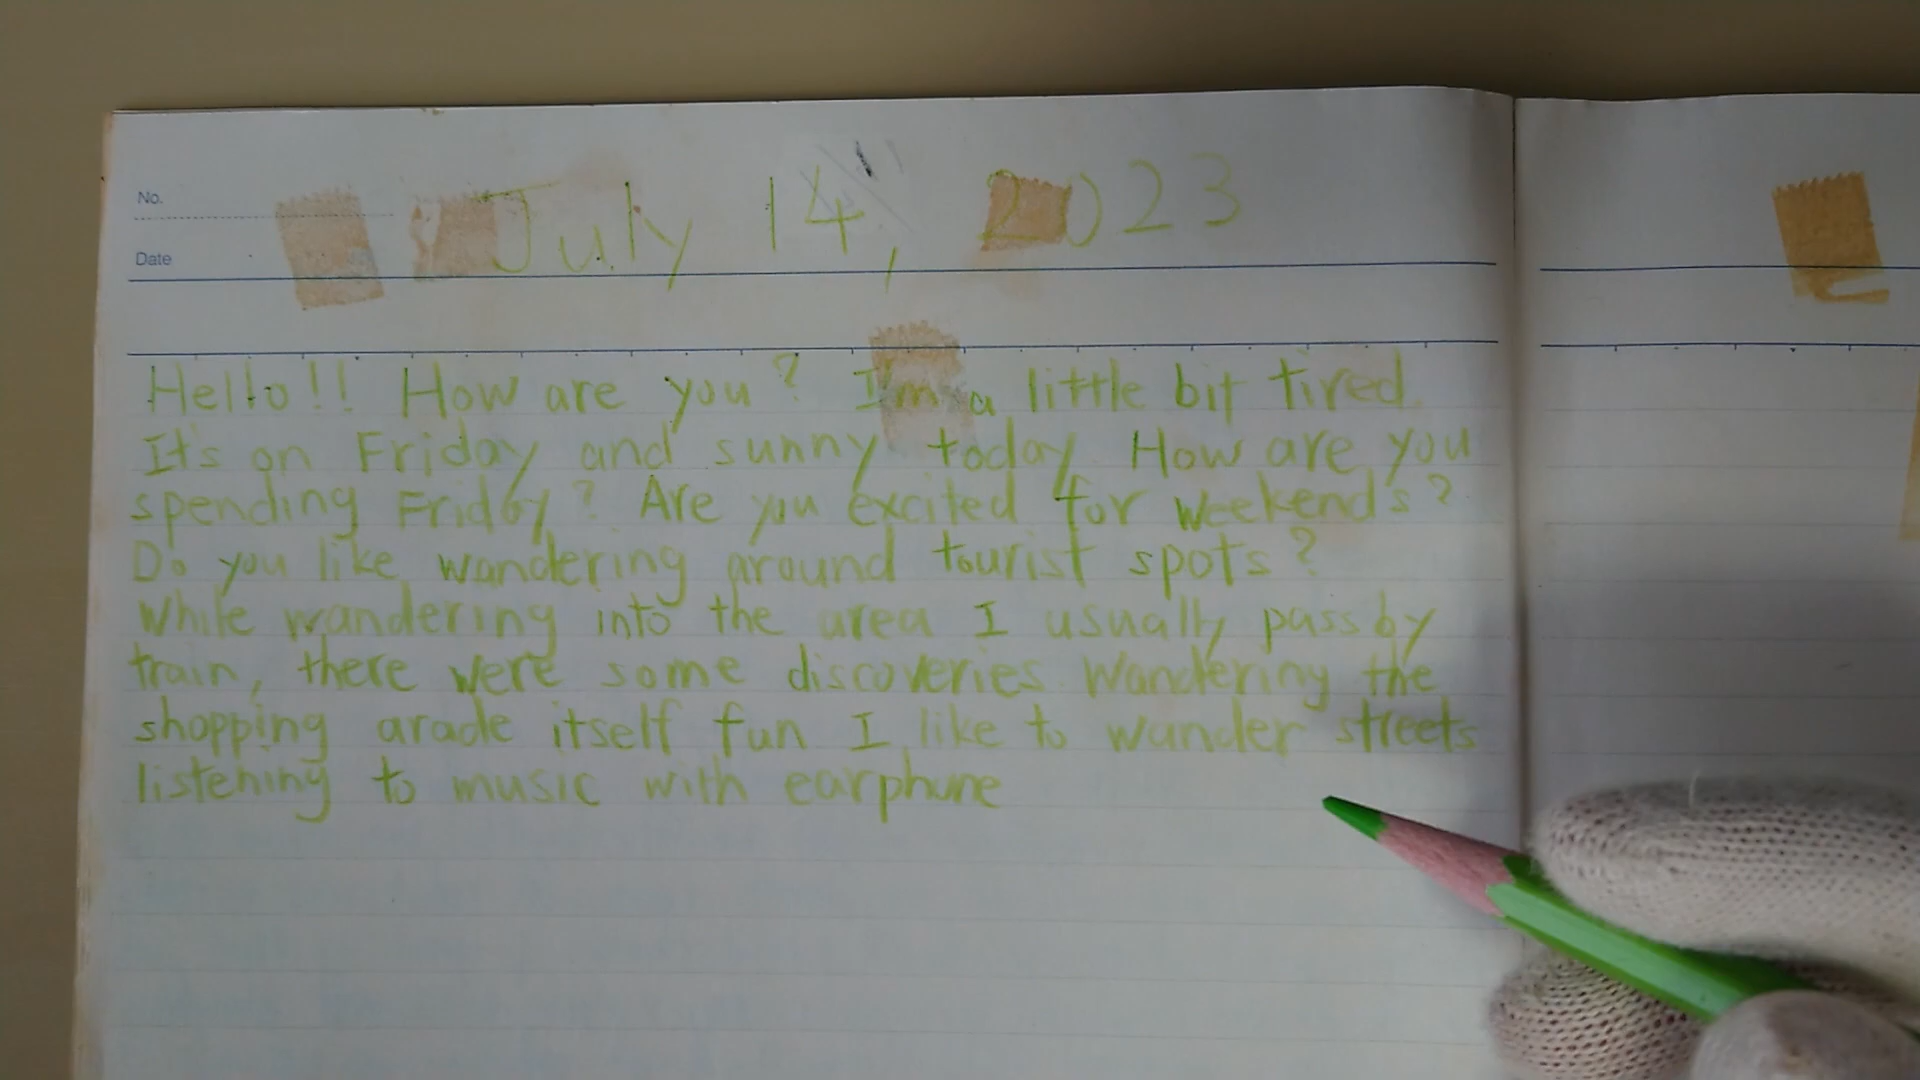 No.
July 14, 2023
Date
Hello!! How are you? I'm a little bit tired.
It's on Friday and sunny today. How are you
spending Friday? Are you excited for weekends?
Do you like wandering around tourist spots?
While wandering into the area I usually pass by
train, there were some discoveries Wandering the
shopping arade itself fun I like to wander streets
listening to music with earphone